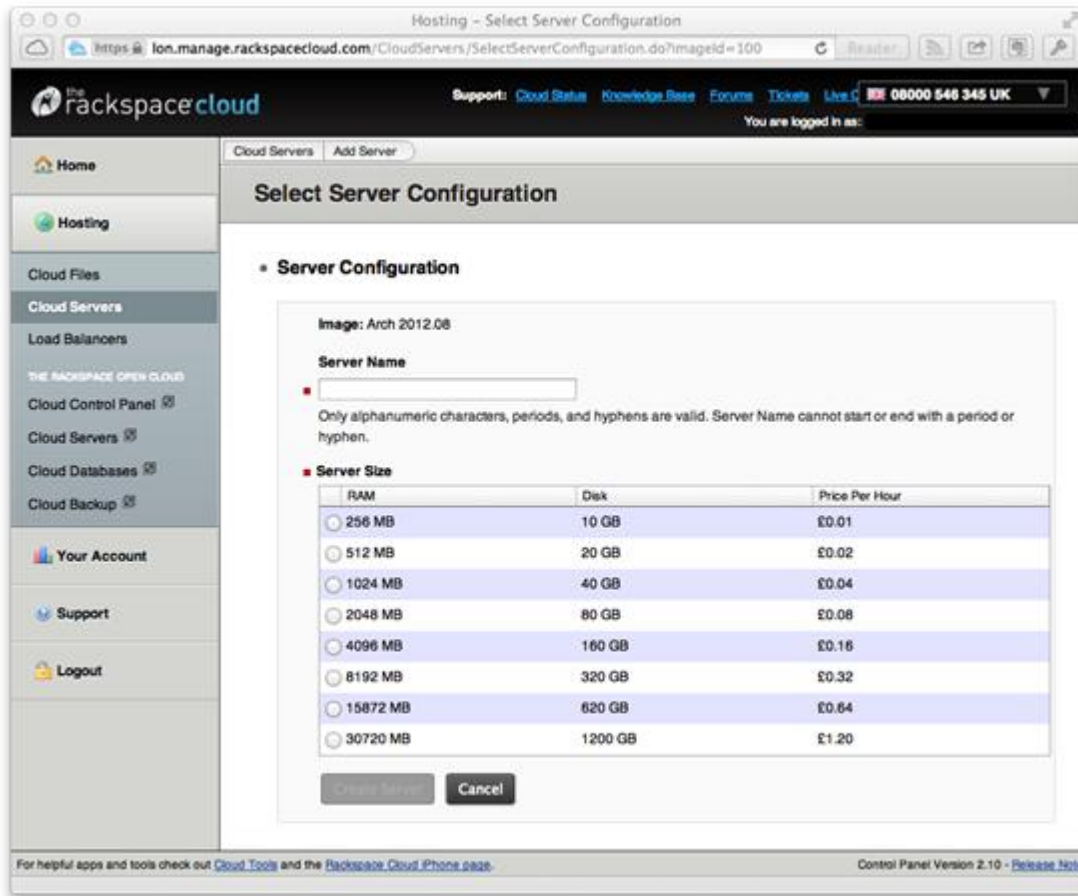 Hosting – Select Server Configuration
https lon.manage.rackspacecloud.com/CloudServers/SelectServerConfiguration.do?imageId=100 Reader
the rackspacecloud
Support: Cloud Status Knowledge Base Forums Tickets Live C 08000 546 345 UK
You are logged in as:
Home
Hosting
Cloud Files
Cloud Servers
Load Balancers
THE RACKSPACE OPEN CLOUD
Cloud Control Panel
Cloud Servers
Cloud Databases
Cloud Backup
Your Account
Support
Logout
Cloud Servers Add Server
Select Server Configuration
Server Configuration
Image: Arch 2012.08
Server Name
Only alphanumeric characters, periods, and hyphens are valid. Server Name cannot start or end with a period or
hyphen.
Server Size
RAM Disk Price Per Hour
256 MB 10 GB £0.01
512 MB 20 GB £0.02
1024 MB 40 GB £0.04
2048 MB 80 GB £0.08
4096 MB 160 GB £0.16
8192 MB 320 GB £0.32
15872 MB 620 GB £0.64
30720 MB 1200 GB £1.20
Create Server Cancel
For helpful apps and tools check out Cloud Tools and the Rackspace Cloud iPhone page. Control Panel Version 2.10 - Release Note